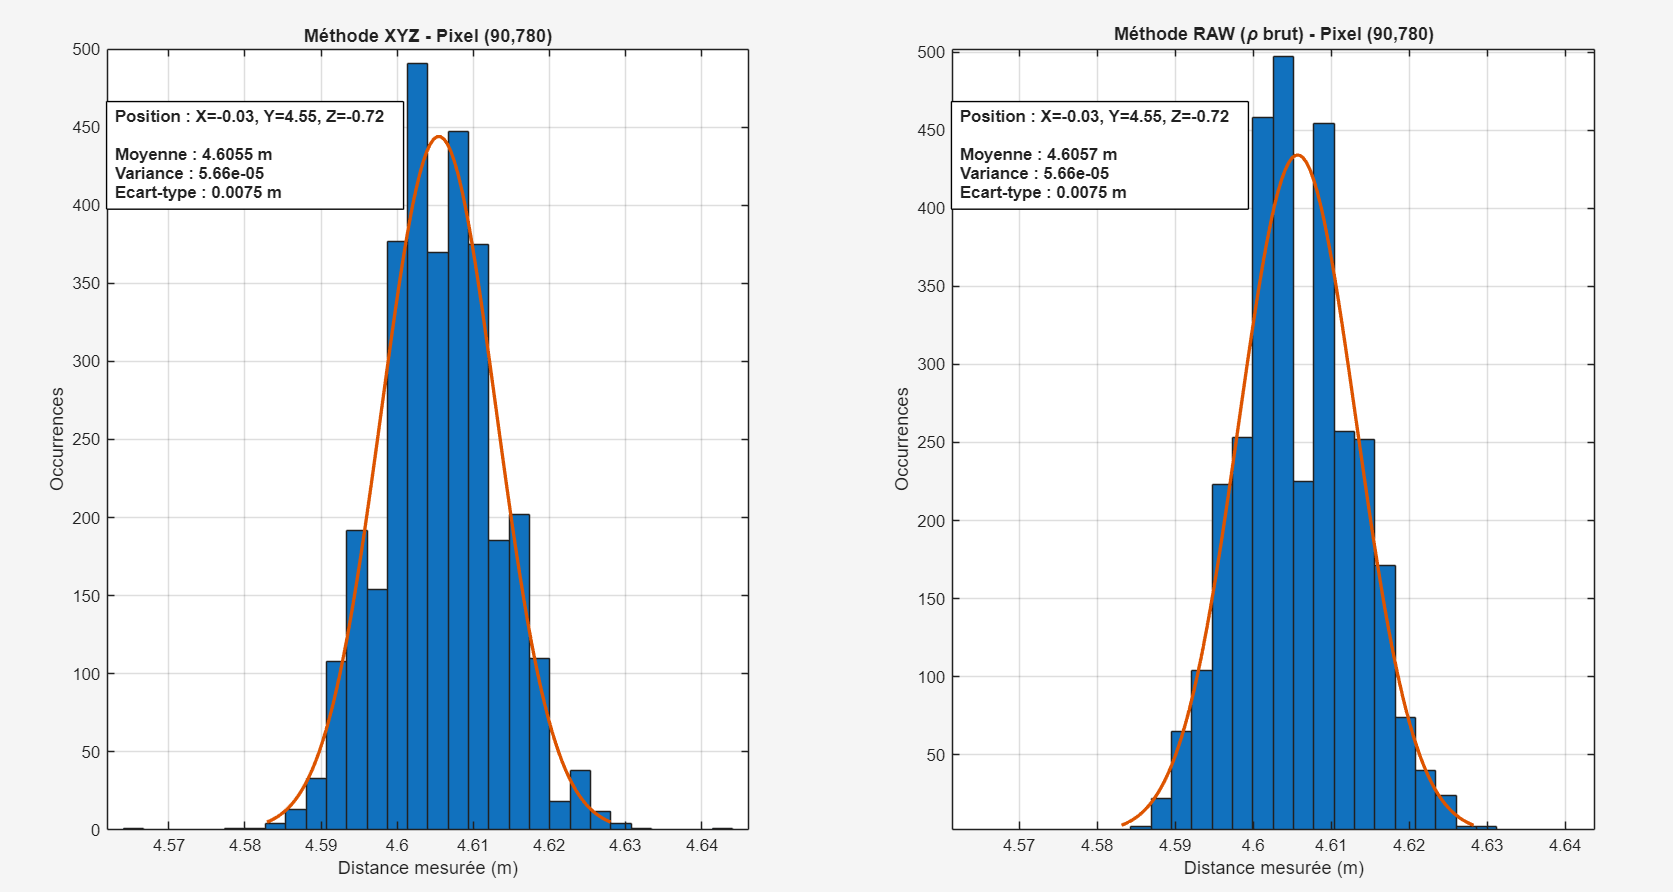 Méthode XYZ - Pixel (90,780)
500
450
400
350
300
250
200
150
100
50
0
Occurrences
Position : X=-0.03, Y=4.55, Z=-0.72
Moyenne : 4.6055 m
Variance : 5.66e-05
Ecart-type : 0.0075 m
4.57
4.58
4.59
4.6
4.61
4.62
4.63
4.64
Distance mesurée (m)
Méthode RAW (ρ brut) - Pixel (90,780)
500
450
400
350
300
250
200
150
100
50
Occurrences
Position : X=-0.03, Y=4.55, Z=-0.72
Moyenne : 4.6057 m
Variance : 5.66e-05
Ecart-type : 0.0075 m
4.57
4.58
4.59
4.6
4.61
4.62
4.63
4.64
Distance mesurée (m)